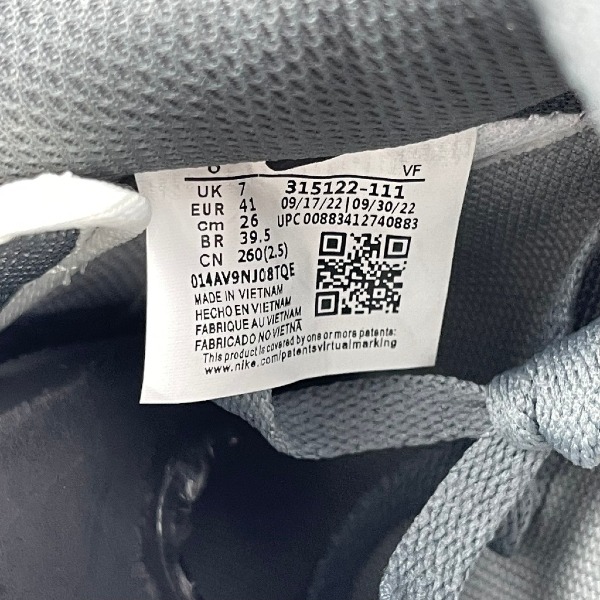 VF
UK 7 315122-111
EUR 41 09/17/22 | 09/30/22
cm 26 UPC 00883412740883
BR 39.5
CN 260(2.5)
014AV9NJ08TQE
MADE IN VIETNAM
HECHO EN VIETNAM
FABRIQUE AU VIETNAM
FABRICADO NO VIETNÃ
This product is covered by one or more patents:
www.nike.com/patentsvirtualmarking